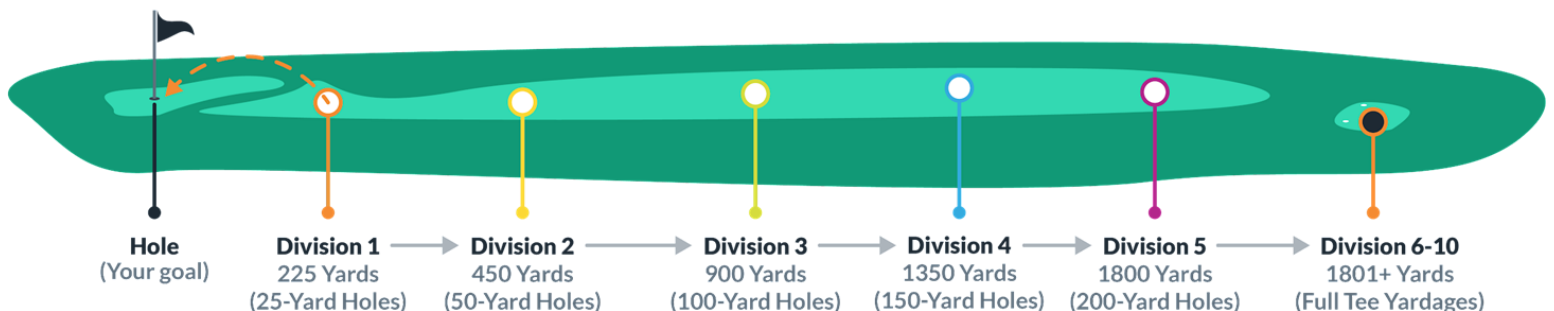 Hole
(Your goal)
Division 1
225 Yards
(25-Yard Holes)
Division 2
450 Yards
(50-Yard Holes)
Division 3
900 Yards
(100-Yard Holes)
Division 4
1350 Yards
(150-Yard Holes)
Division 5
1800 Yards
(200-Yard Holes)
Division 6-10
1801+ Yards
(Full Tee Yardages)